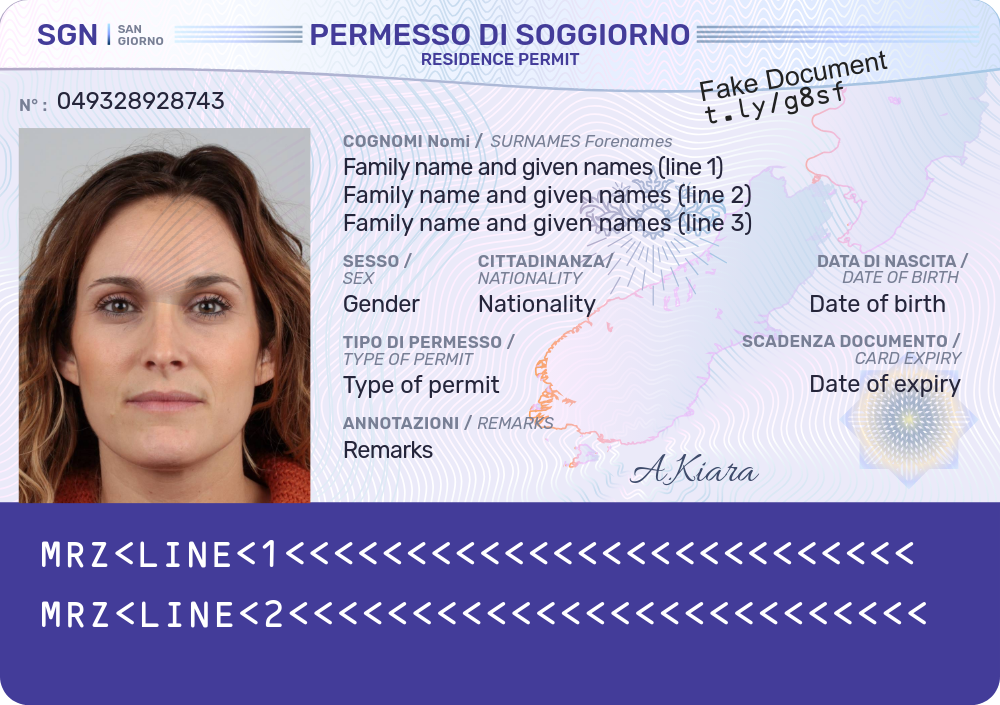 SGN
SAN
GIORNO
PERMESSO DI SOGGIORNO
RESIDENCE PERMIT
Fake Document
t.ly/g8sf
N° : 049328928743
COGNOMI Nomi / SURNAMES Forenames
Family name and given names (line 1)
Family name and given names (line 2)
Family name and given names (line 3)
SESSO /
SEX
Gender
CITTADINANZA/
NATIONALITY
Nationality
DATA DI NASCITA /
DATE OF BIRTH
Date of birth
TIPO DI PERMESSO /
TYPE OF PERMIT
Type of permit
SCADENZA DOCUMENTO /
CARD EXPIRY
Date of expiry
ANNOTAZIONI / REMARKS
Remarks
A.Kiara
MRZ<LINE<1<<<<<<<<<<<<<<<<<<<<<<<<<<
MRZ<LINE<2<<<<<<<<<<<<<<<<<<<<<<<<<<